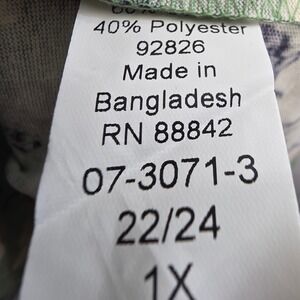 40% Polyester
92826
Made in
Bangladesh
RN 88842
07-3071-3
22/24
1X